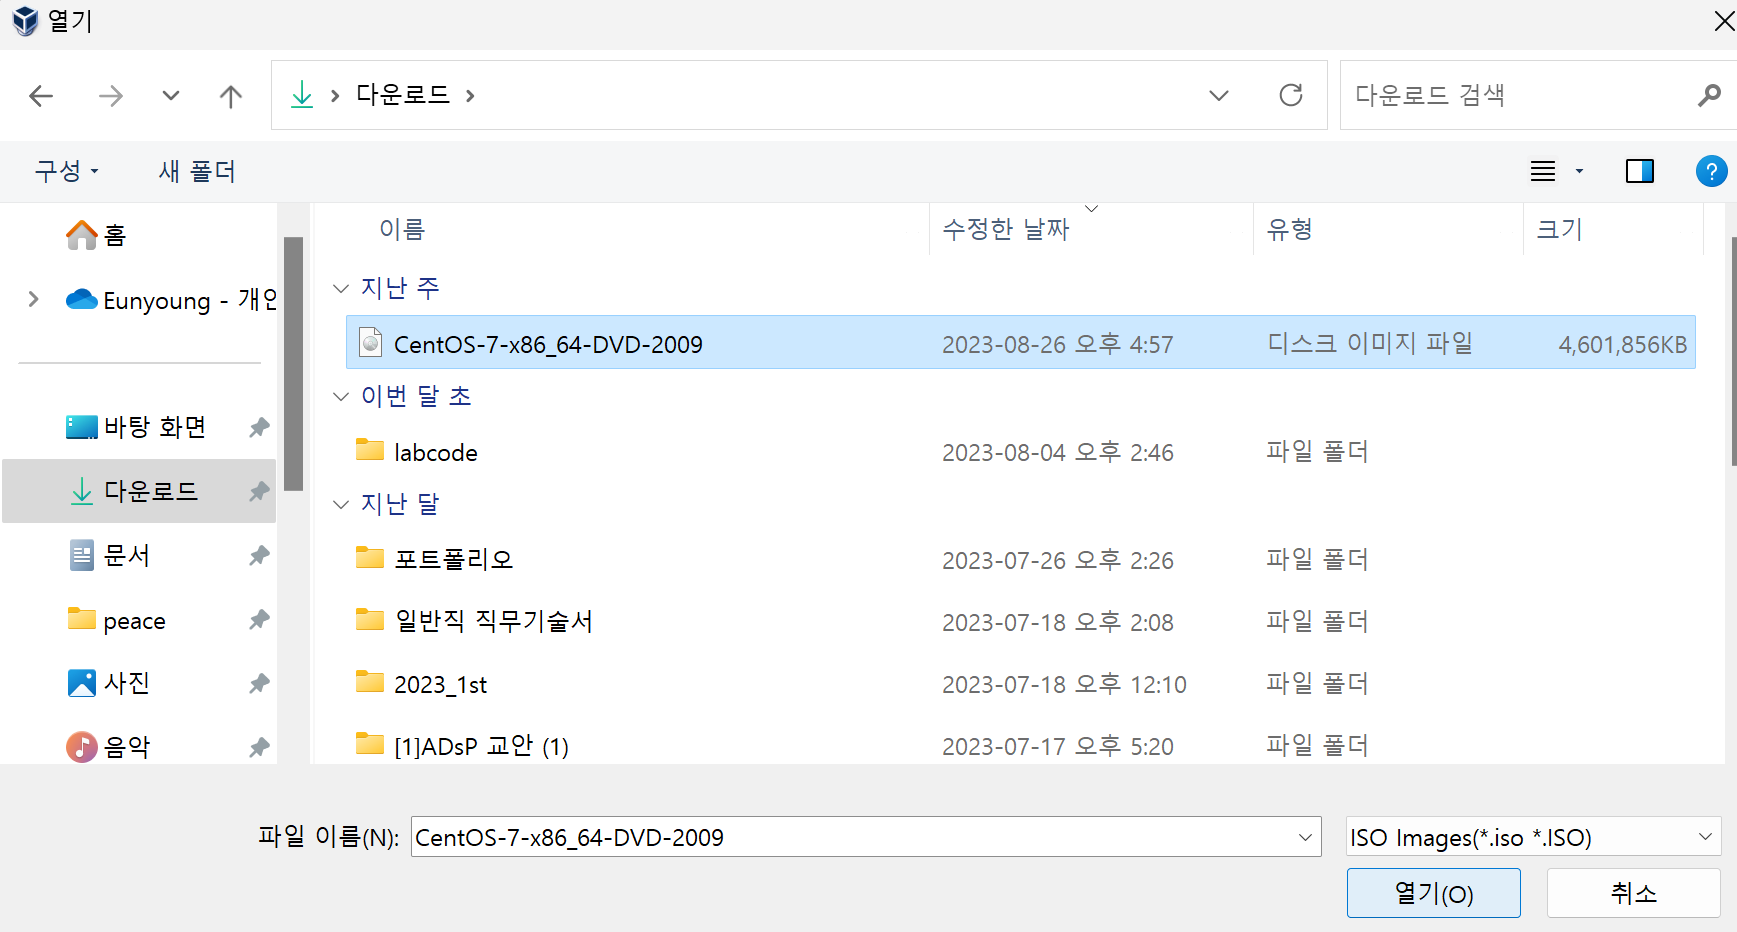 열기
다운로드
다운로드 검색
구성 새 폴더
?
이름 수정한 날짜 유형 크기
홈
Eunyoung - 개인
바탕 화면
다운로드
문서
peace
사진
음악
지난 주
CentOS-7-x86_64-DVD-2009 2023-08-26 오후 4:57 디스크 이미지 파일 4,601,856KB
이번 달 초
labcode 2023-08-04 오후 2:46 파일 폴더
지난 달
포트폴리오 2023-07-26 오후 2:26 파일 폴더
일반직 직무기술서 2023-07-18 오후 2:08 파일 폴더
2023_1st 2023-07-18 오후 12:10 파일 폴더
[1]ADsP 교안 (1) 2023-07-17 오후 5:20 파일 폴더
파일 이름(N): CentOS-7-x86_64-DVD-2009 ISO Images(*.iso *.ISO)
열기(O) 취소